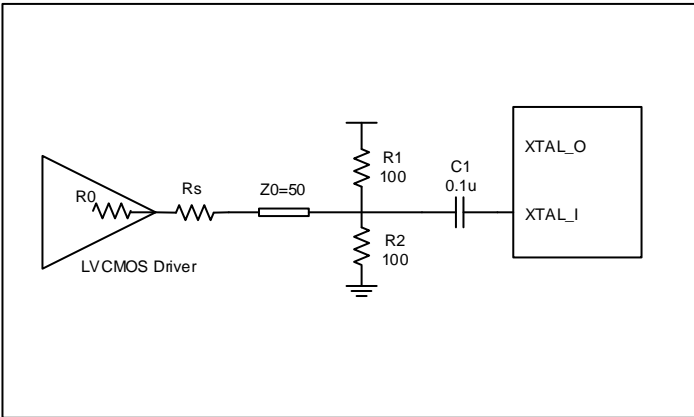 XTAL_O
R1
100
C1
0.1u
R0
Rs
Z0=50
XTAL_I
R2
100
LVCMOS Driver